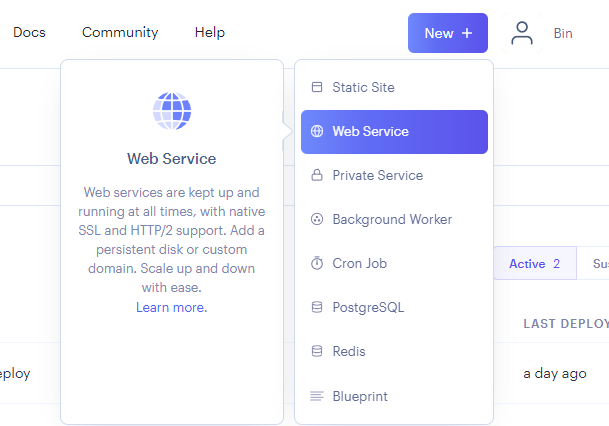 Docs Community Help New + Bin
Web Service
Web services are kept up and
running at all times, with native
SSL and HTTP/2 support. Add a
persistent disk or custom
domain. Scale up and down
with ease.
Learn more.
Static Site
Web Service
Private Service
Background Worker
Cron Job
PostgreSQL
Redis
Blueprint
Active 2
LAST DEPLOY
a day ago